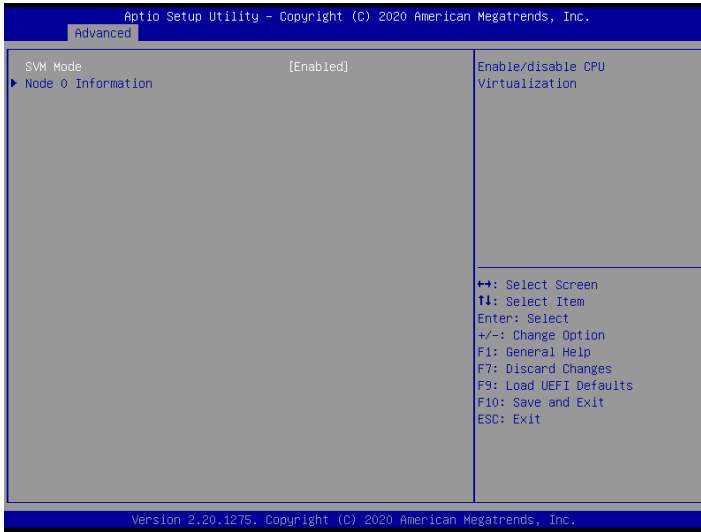 Aptio Setup Utility – Copyright (C) 2020 American Megatrends, Inc.
Advanced
SVM Mode [Enabled]
Node 0 Information
Enable/disable CPU
Virtualization
↔: Select Screen
↑↓: Select Item
Enter: Select
+/-: Change Option
F1: General Help
F7: Discard Changes
F9: Load UEFI Defaults
F10: Save and Exit
ESC: Exit
Version 2.20.1275. Copyright (C) 2020 American Megatrends, Inc.